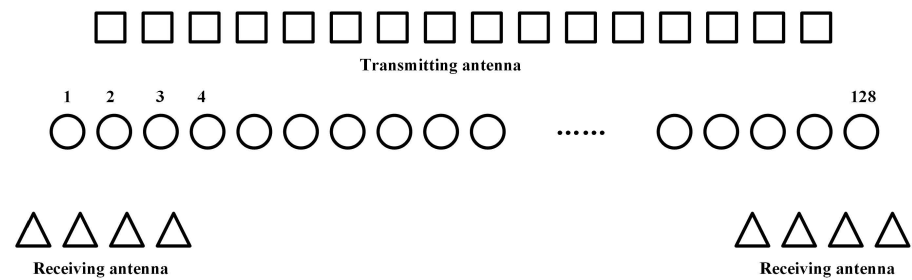 Transmitting antenna
1 2 3 4 128
......
Receiving antenna Receiving antenna